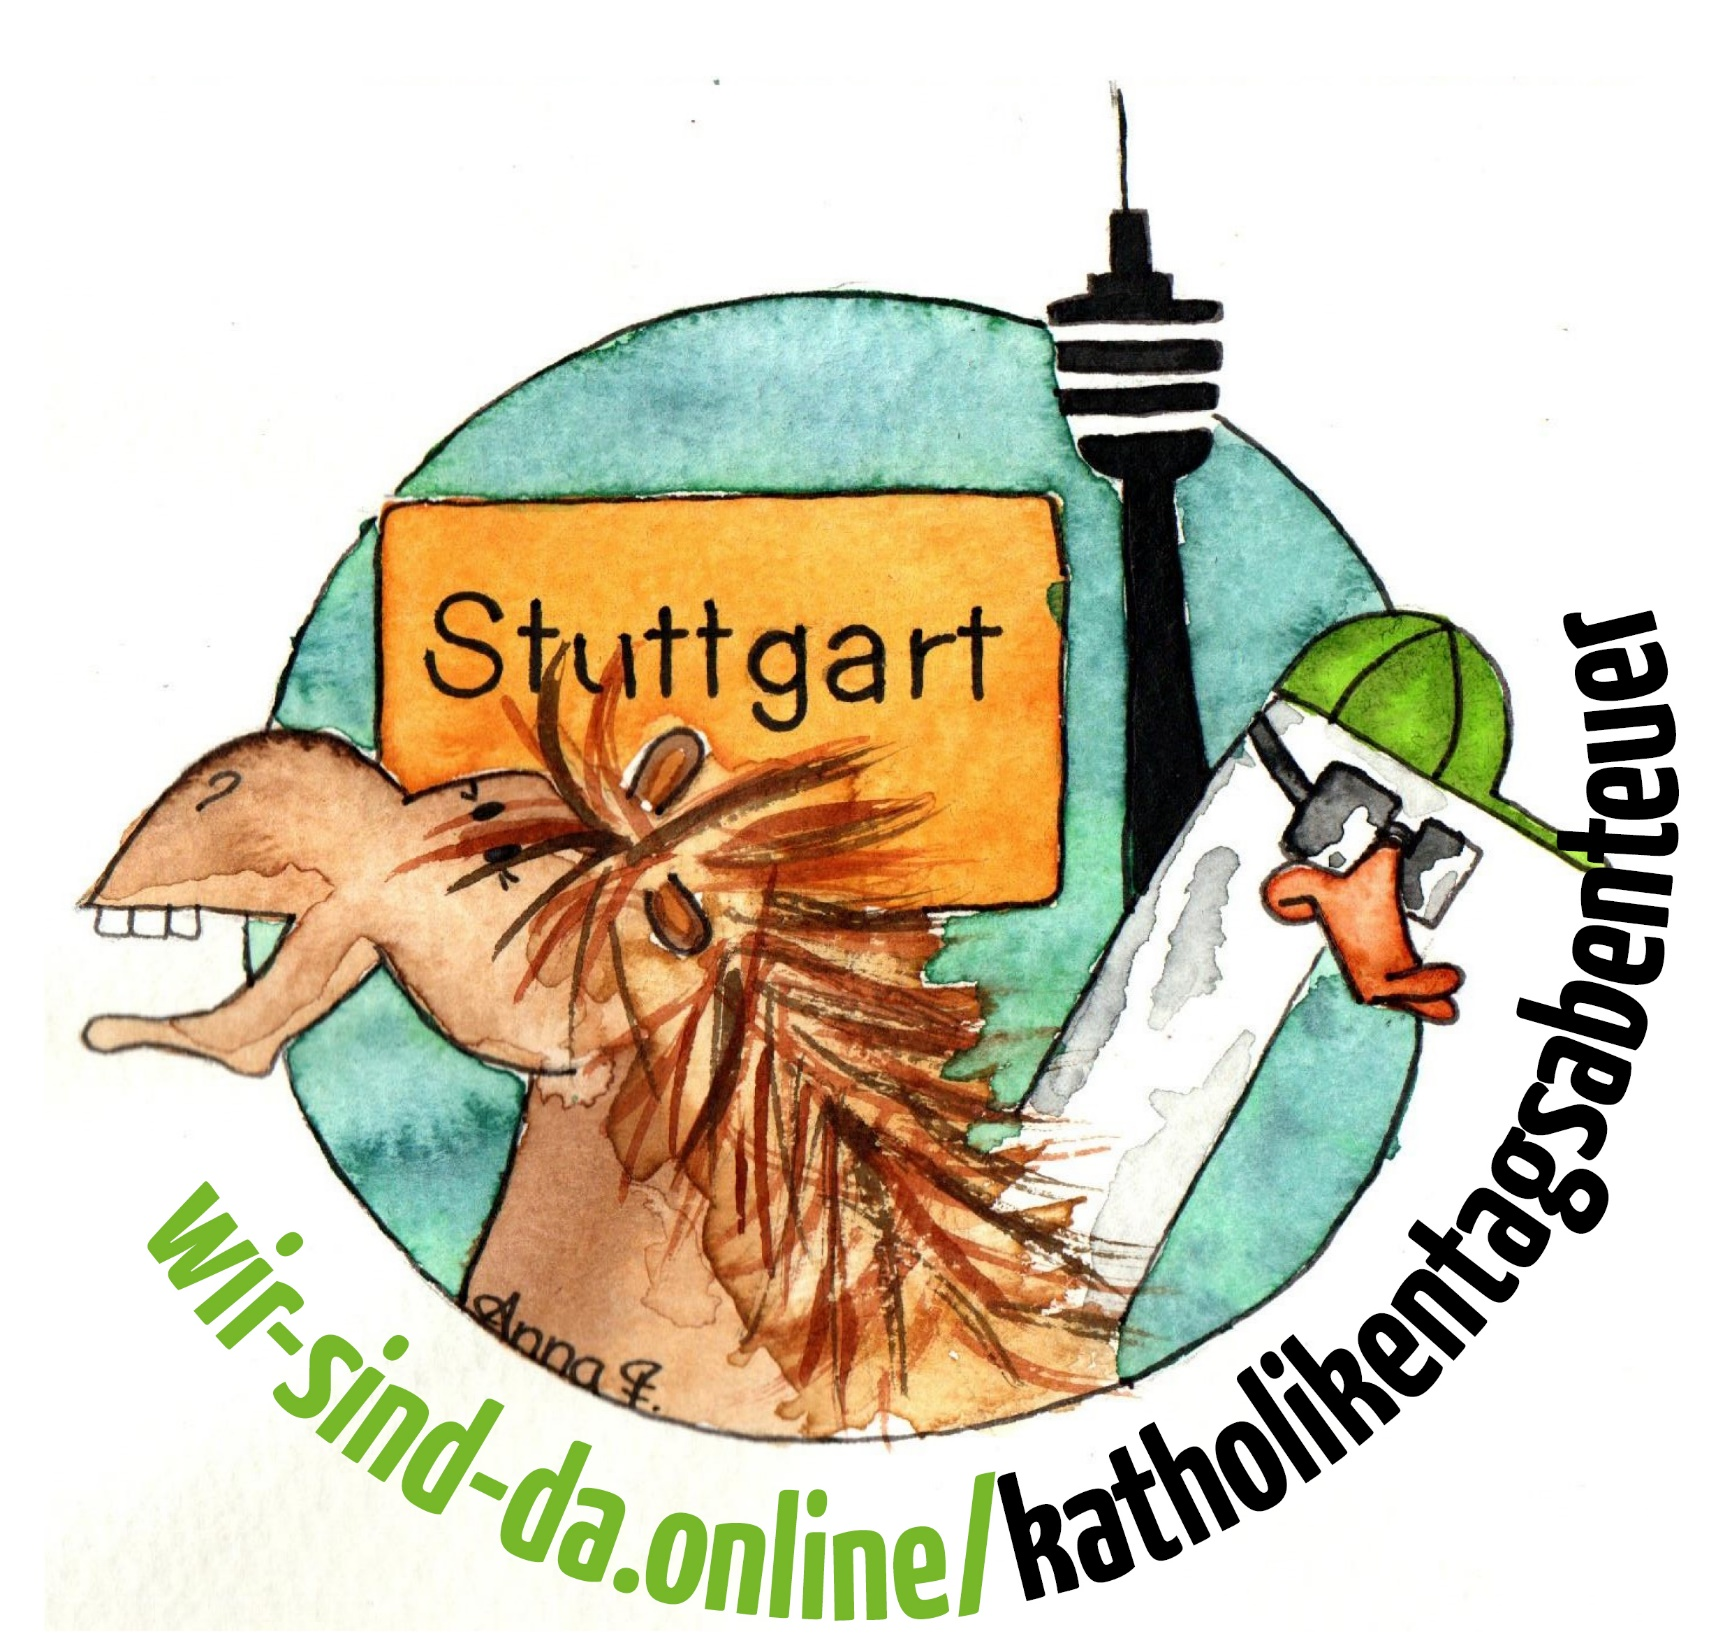 Stuttgart
Anna F.
wir-sind-da.online/katholikentagsabenteuer